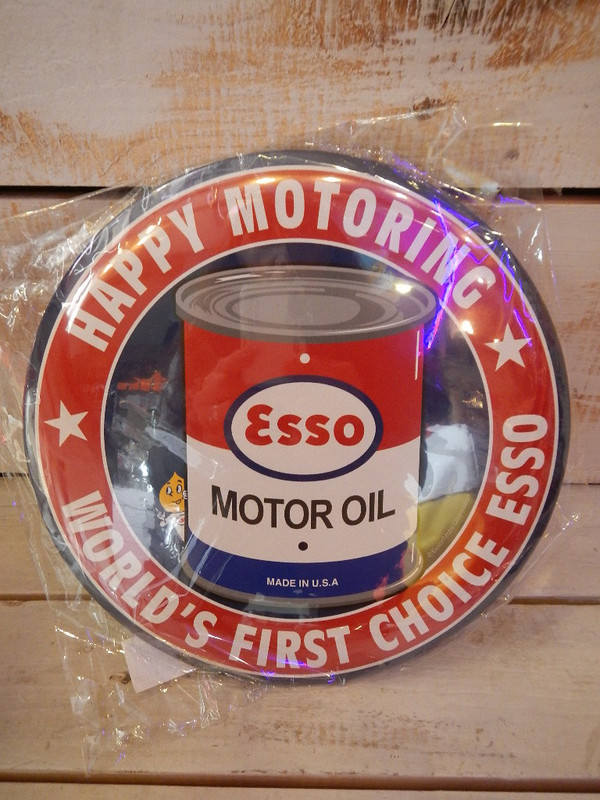 HAPPY MOTORING
Esso
MOTOR OIL
MADE IN U.S.A
WORLD'S FIRST CHOICE ESSO